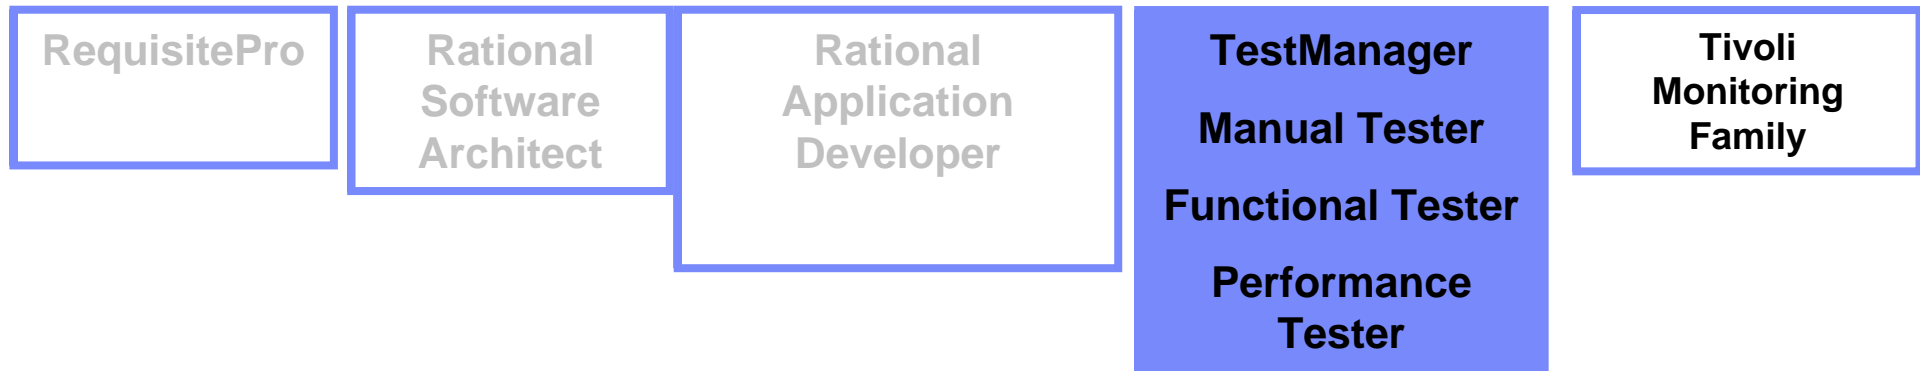 RequisitePro
Rational
Software
Architect
Rational
Application
Developer
TestManager
Manual Tester
Functional Tester
Performance
Tester
Tivoli
Monitoring
Family